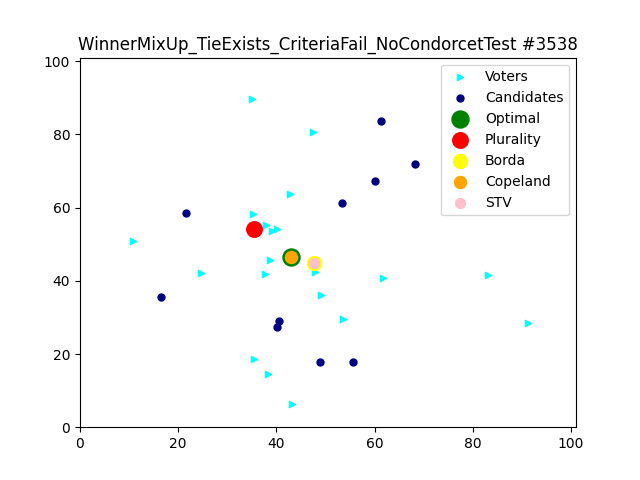 WinnerMixUp_TieExists_CriteriaFail_NoCondorcetTest #3538
Voters
Candidates
Optimal
Plurality
Borda
Copeland
STV
100
80
60
40
20
0
0 20 40 60 80 100